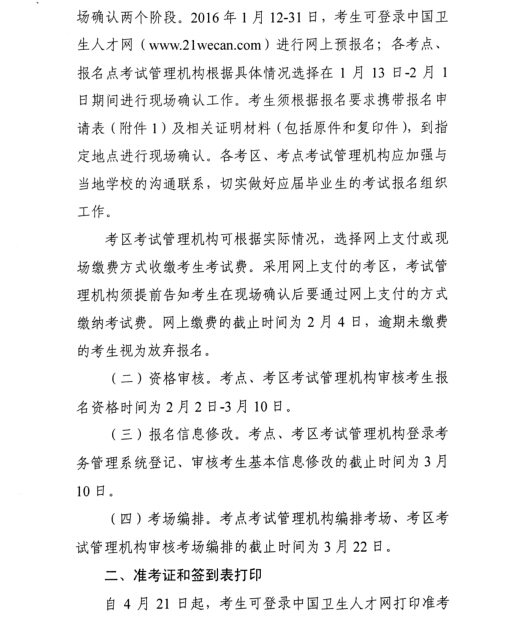 场确认两个阶段。2016 年 1 月 12-31 日，考生可登录中国卫
生人才网（www.21wecan.com）进行网上预报名；各考点、
报名点考试管理机构根据具体情况选择在 1 月 13 日-2 月 1
日期间进行现场确认工作。考生须根据报名要求携带报名申
请表（附件 1）及相关证明材料（包括原件和复印件），到指
定地点进行现场确认。各考区、考点考试管理机构应加强与
当地学校的沟通联系，切实做好应届毕业生的考试报名组织
工作。
考区考试管理机构可根据实际情况，选择网上支付或现
场缴费方式收缴考生考试费。采用网上支付的考区，考试管
理机构须提前告知考生在现场确认后要通过网上支付的方式
缴纳考试费。网上缴费的截止时间为 2 月 4 日，逾期未缴费
的考生视为放弃报名。
（二）资格审核。考点、考区考试管理机构审核考生报
名资格时间为 2 月 2 日-3 月 10 日。
（三）报名信息修改。考点、考区考试管理机构登录考
务管理系统登记、审核考生基本信息修改的截止时间为 3 月
10 日。
（四）考场编排。考点考试管理机构编排考场、考区考
试管理机构审核考场编排的截止时间为 3 月 22 日。
二、准考证和签到表打印
自 4 月 21 日起，考生可登录中国卫生人才网打印准考